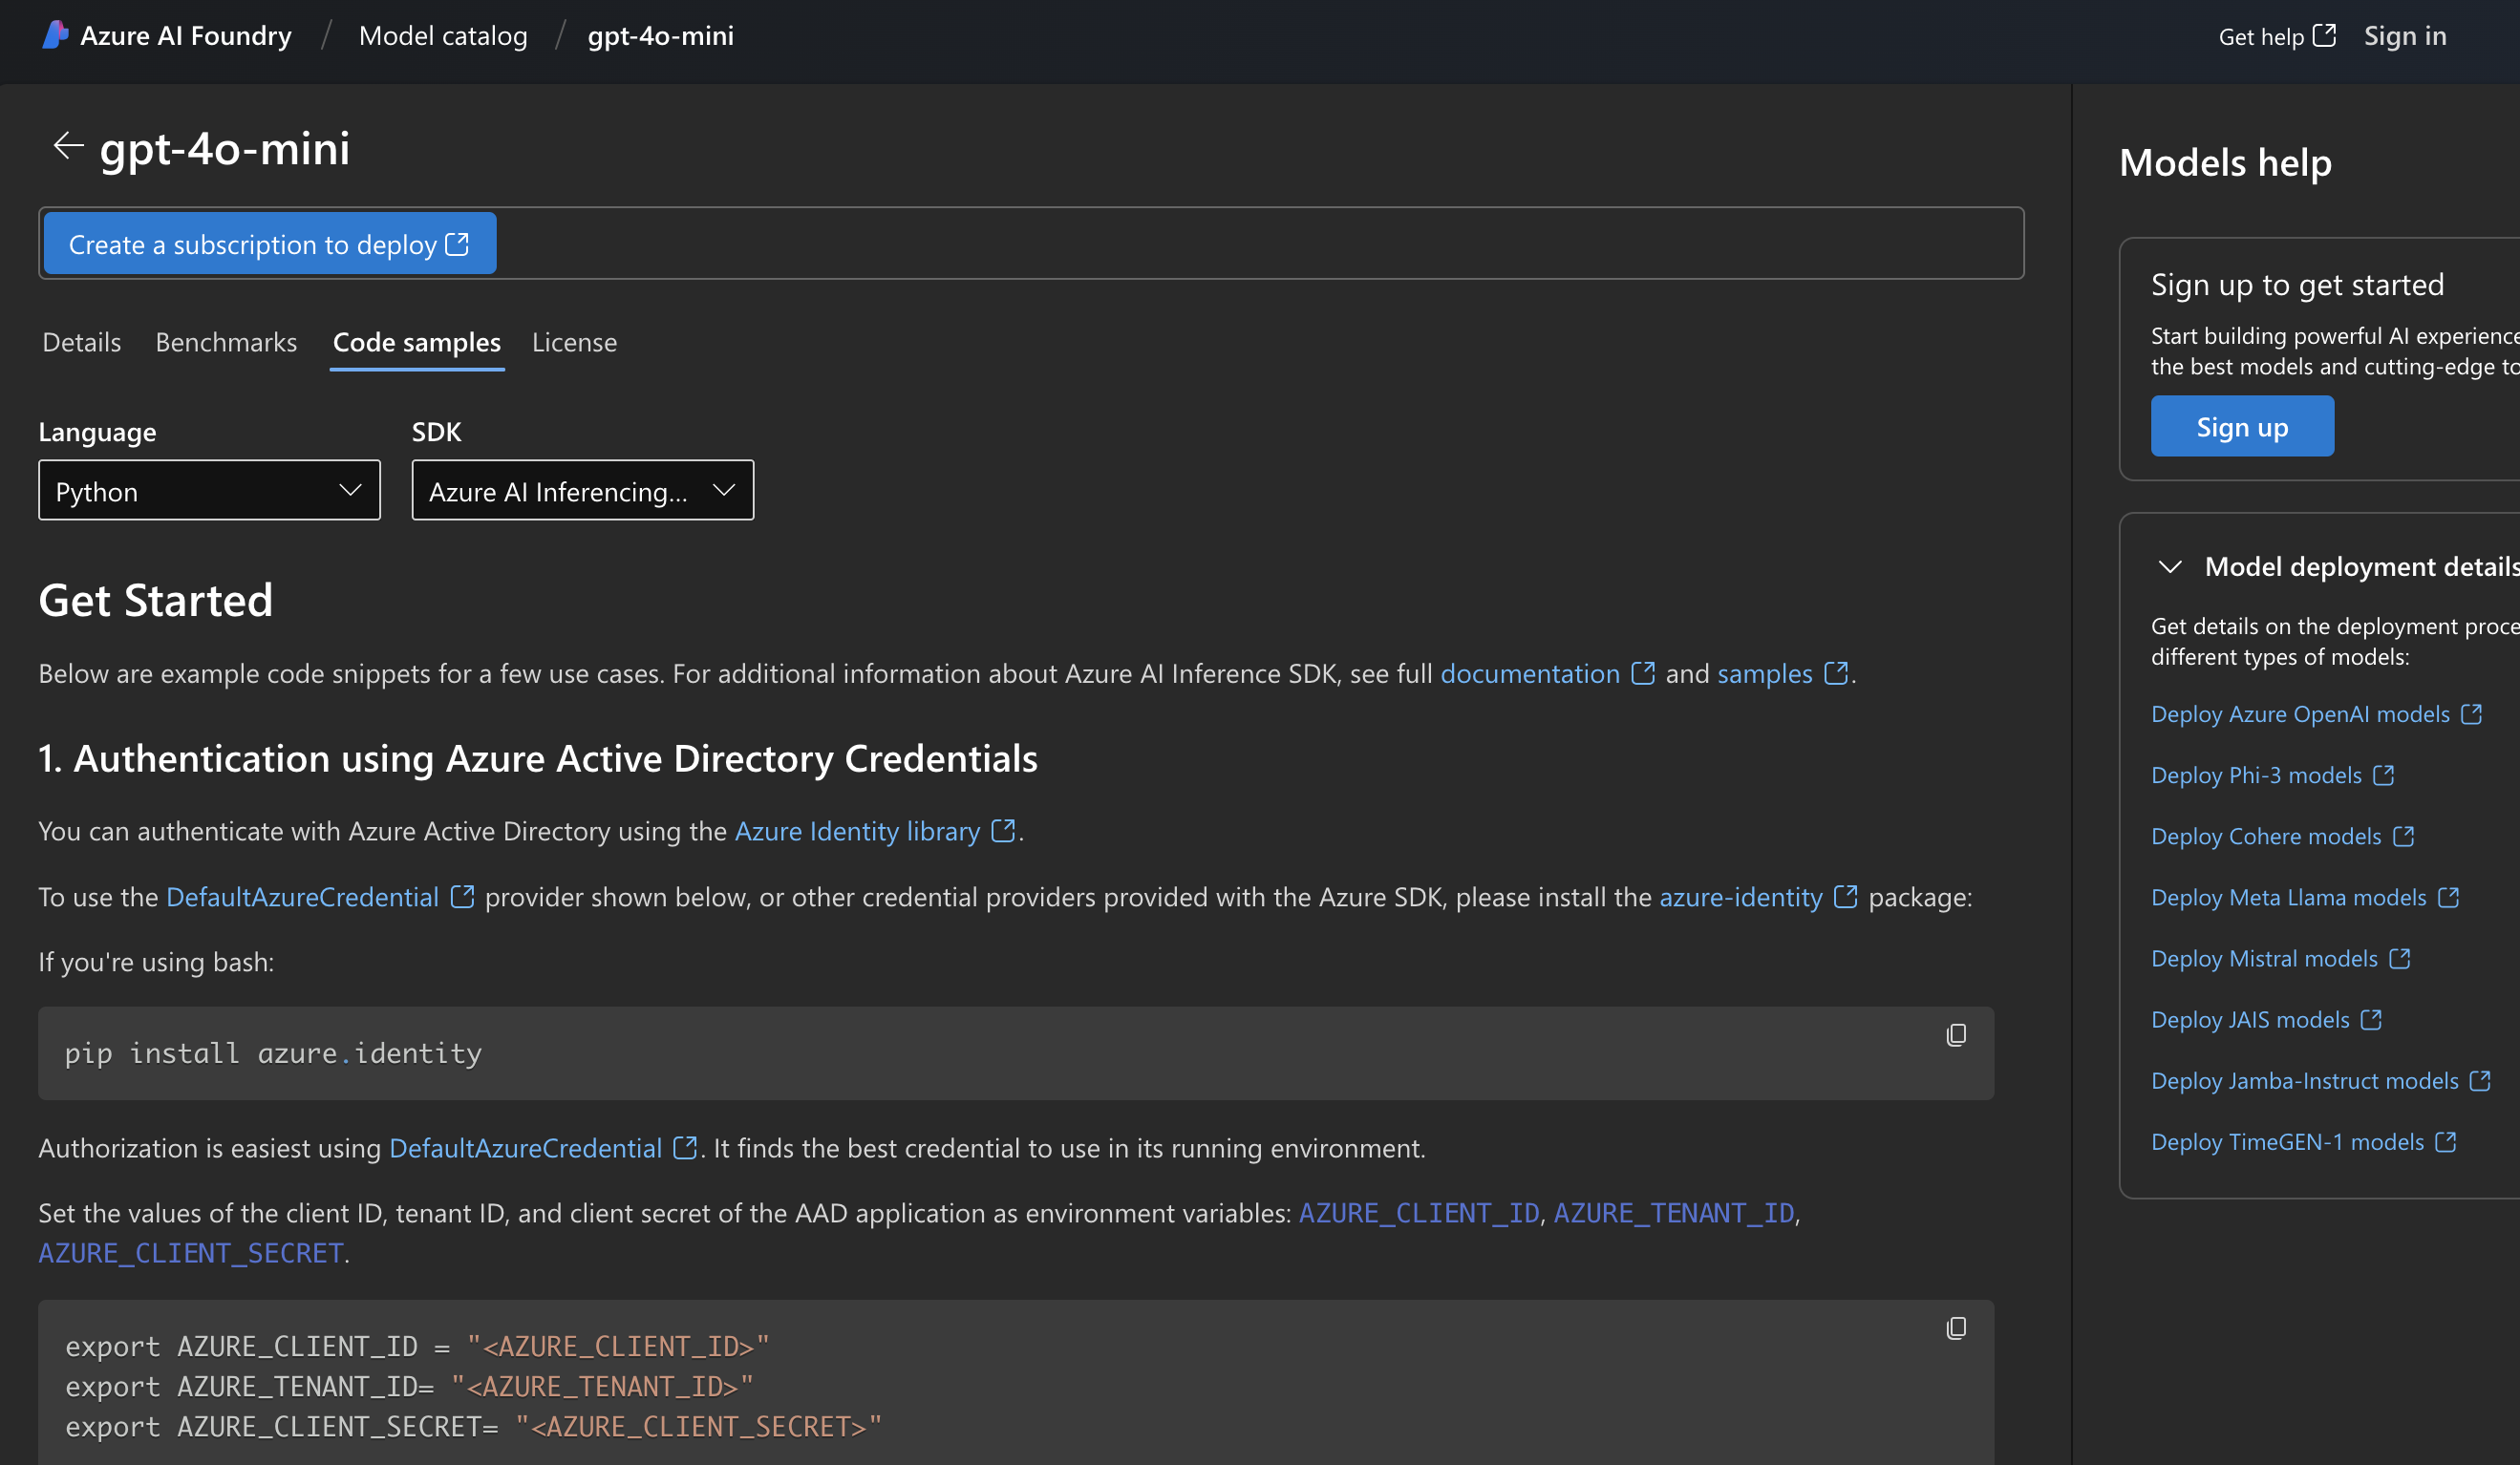 Azure AI Foundry / Model catalog / gpt-4o-mini
Get help Sign in
gpt-4o-mini
Create a subscription to deploy
Details Benchmarks Code samples License
Language SDK
Python Azure AI Inferencing...
Get Started
Below are example code snippets for a few use cases. For additional information about Azure AI Inference SDK, see full documentation and samples.
1. Authentication using Azure Active Directory Credentials
You can authenticate with Azure Active Directory using the Azure Identity library.
To use the DefaultAzureCredential provider shown below, or other credential providers provided with the Azure SDK, please install the azure-identity package:
If you're using bash:
pip install azure.identity
Authorization is easiest using DefaultAzureCredential. It finds the best credential to use in its running environment.
Set the values of the client ID, tenant ID, and client secret of the AAD application as environment variables: AZURE_CLIENT_ID, AZURE_TENANT_ID,
AZURE_CLIENT_SECRET.
export AZURE_CLIENT_ID = "<AZURE_CLIENT_ID>"
export AZURE_TENANT_ID= "<AZURE_TENANT_ID>"
export AZURE_CLIENT_SECRET= "<AZURE_CLIENT_SECRET>"
Models help
Sign up to get started
Start building powerful AI experience
the best models and cutting-edge to
Sign up
Model deployment details
Get details on the deployment proce
different types of models:
Deploy Azure OpenAI models
Deploy Phi-3 models
Deploy Cohere models
Deploy Meta Llama models
Deploy Mistral models
Deploy JAIS models
Deploy Jamba-Instruct models
Deploy TimeGEN-1 models